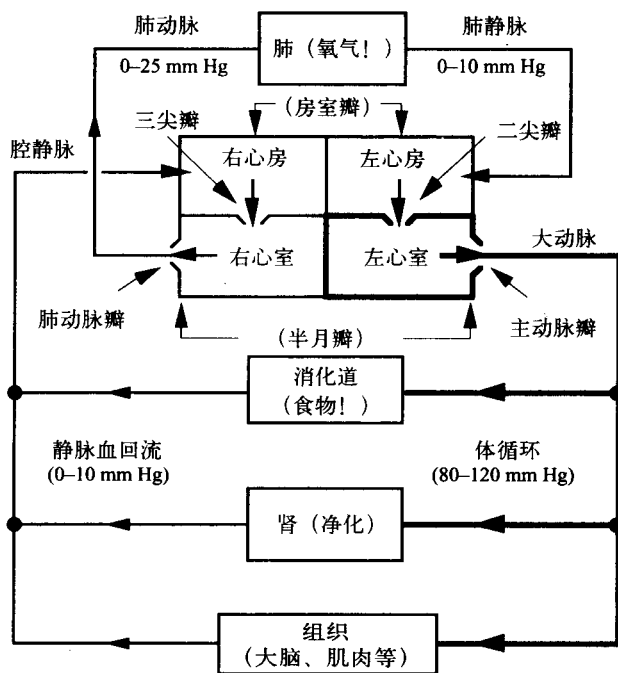 肺动脉
肺（氧气！）
肺静脉
0–25 mm Hg
0–10 mm Hg
（房室瓣）
三尖瓣
二尖瓣
腔静脉
右心房
左心房
大动脉
右心室
左心室
肺动脉瓣
（半月瓣）
主动脉瓣
消化道
（食物！）
静脉血回流
(0–10 mm Hg)
体循环
(80–120 mm Hg)
肾（净化）
组织
（大脑、肌肉等）